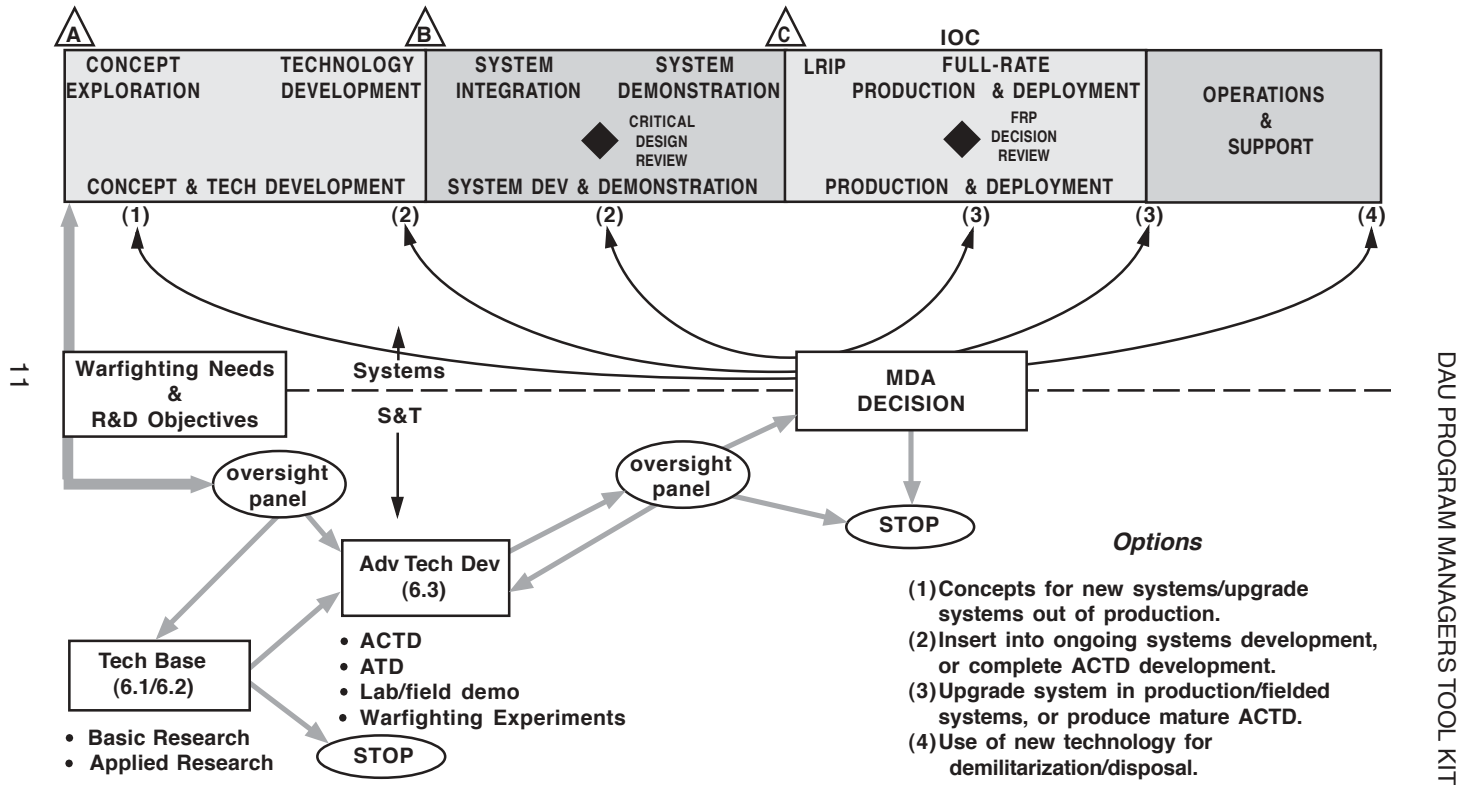 A
B
C
IOC
CONCEPT
EXPLORATION
TECHNOLOGY
DEVELOPMENT
CONCEPT & TECH DEVELOPMENT
SYSTEM
INTEGRATION
SYSTEM
DEMONSTRATION
CRITICAL
DESIGN
REVIEW
SYSTEM DEV & DEMONSTRATION
LRIP
FULL-RATE
PRODUCTION & DEPLOYMENT
FRP
DECISION
REVIEW
PRODUCTION & DEPLOYMENT
OPERATIONS
&
SUPPORT
(1)
(2)
(2)
(3)
(3)
(4)
Warfighting Needs
&
R&D Objectives
Systems
S&T
MDA
DECISION
oversight
panel
oversight
panel
STOP
Adv Tech Dev
(6.3)
• ACTD
• ATD
• Lab/field demo
• Warfighting Experiments
Tech Base
(6.1/6.2)
• Basic Research
• Applied Research
STOP
Options
(1) Concepts for new systems/upgrade
systems out of production.
(2) Insert into ongoing systems development,
or complete ACTD development.
(3) Upgrade system in production/fielded
systems, or produce mature ACTD.
(4) Use of new technology for
demilitarization/disposal.
11
DAU PROGRAM MANAGERS TOOL KIT